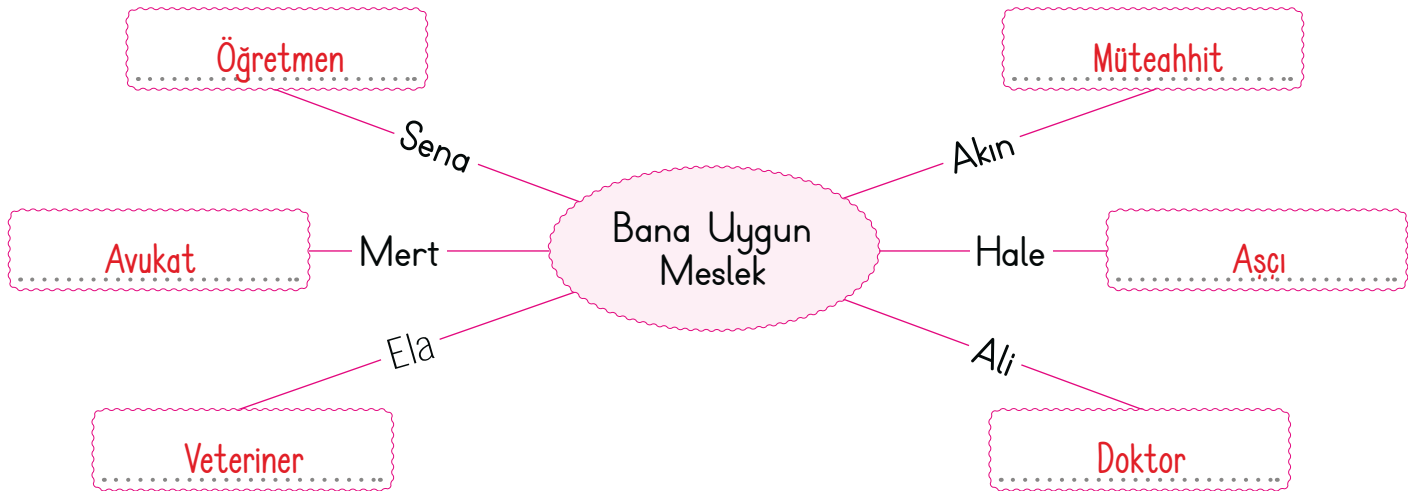 Öğretmen
Müteahhit
Sena
Akın
Bana Uygun
Meslek
Avukat
Mert
Hale
Aşçı
Ela
Ali
Veteriner
Doktor